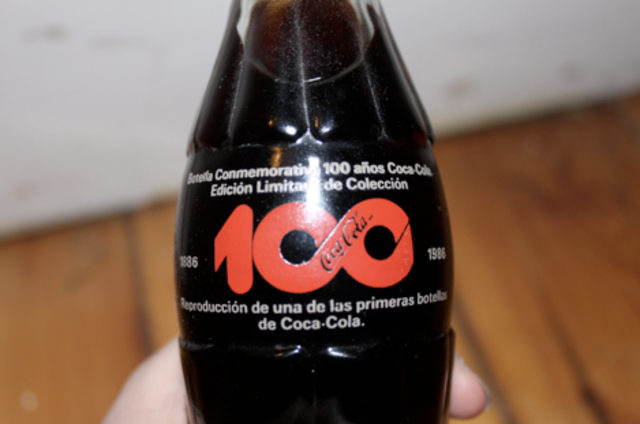 Botella Conmemorativa 100 años Coca-Cola.
Edición Limitada de Colección
100
Coca-Cola
1886
1986
Reproducción de una de las primeras botellas
de Coca-Cola.